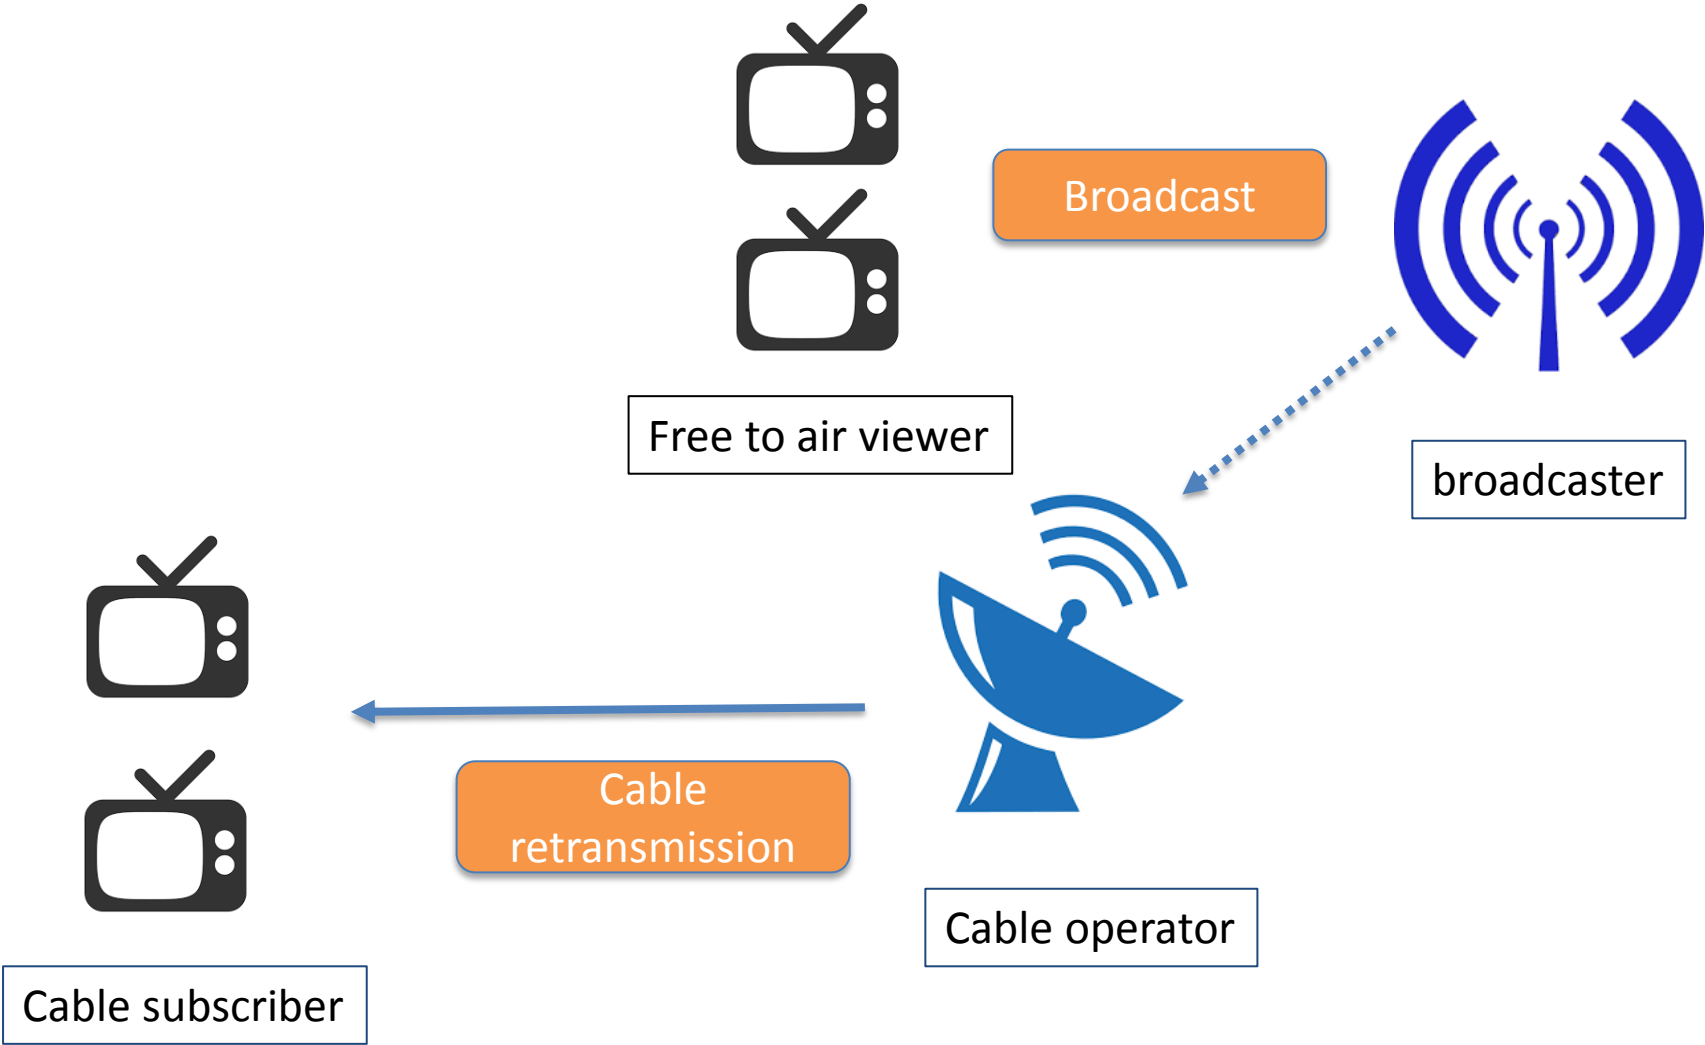 Broadcast
Free to air viewer
broadcaster
Cable
retransmission
Cable operator
Cable subscriber